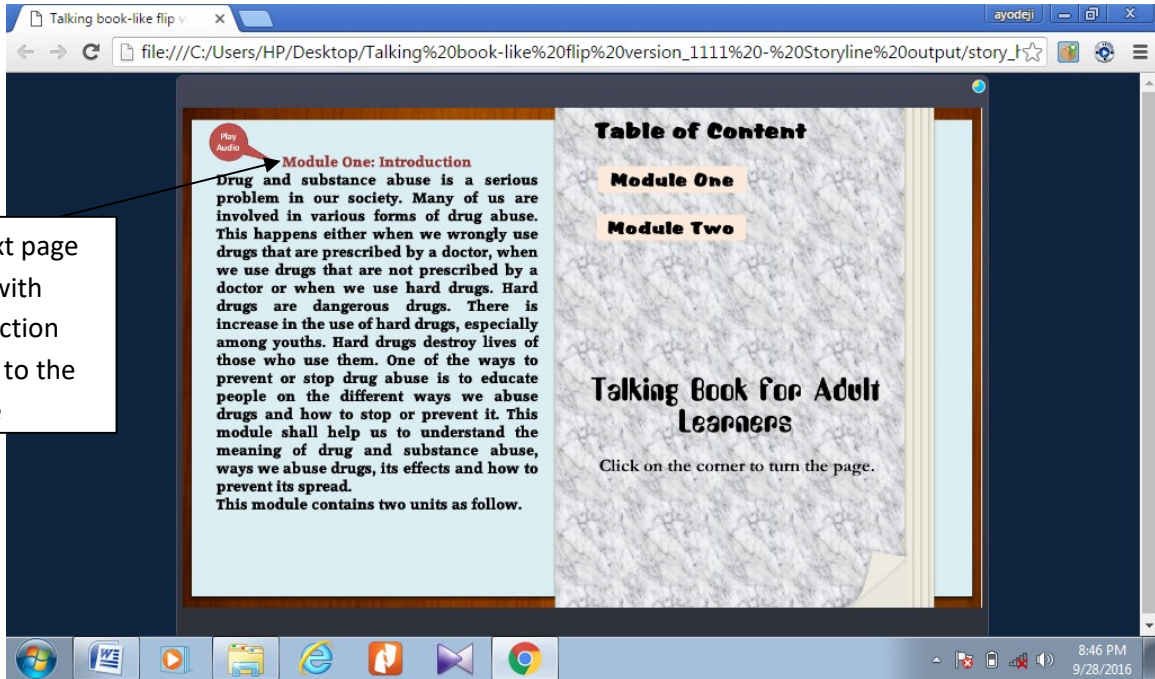 Talking book-like flip v
ayodeji
file:///C:/Users/HP/Desktop/Talking%20book-like%20flip%20version_1111%20-%20Storyline%20output/story_h
Play
Audio
Module One: Introduction
Drug and substance abuse is a serious
problem in our society. Many of us are
involved in various forms of drug abuse.
This happens either when we wrongly use
drugs that are prescribed by a doctor, when
we use drugs that are not prescribed by a
doctor or when we use hard drugs. Hard
drugs are dangerous drugs. There is
increase in the use of hard drugs, especially
among youths. Hard drugs destroy lives of
those who use them. One of the ways to
prevent or stop drug abuse is to educate
people on the different ways we abuse
drugs and how to stop or prevent it. This
module shall help us to understand the
meaning of drug and substance abuse,
ways we abuse drugs, its effects and how to
prevent its spread.
This module contains two units as follow.
Table of Content
Module One
Module Two
Talking Book for Adult
Learners
Click on the corner to turn the page.
page
with
to the
8:46 PM
9/28/2016